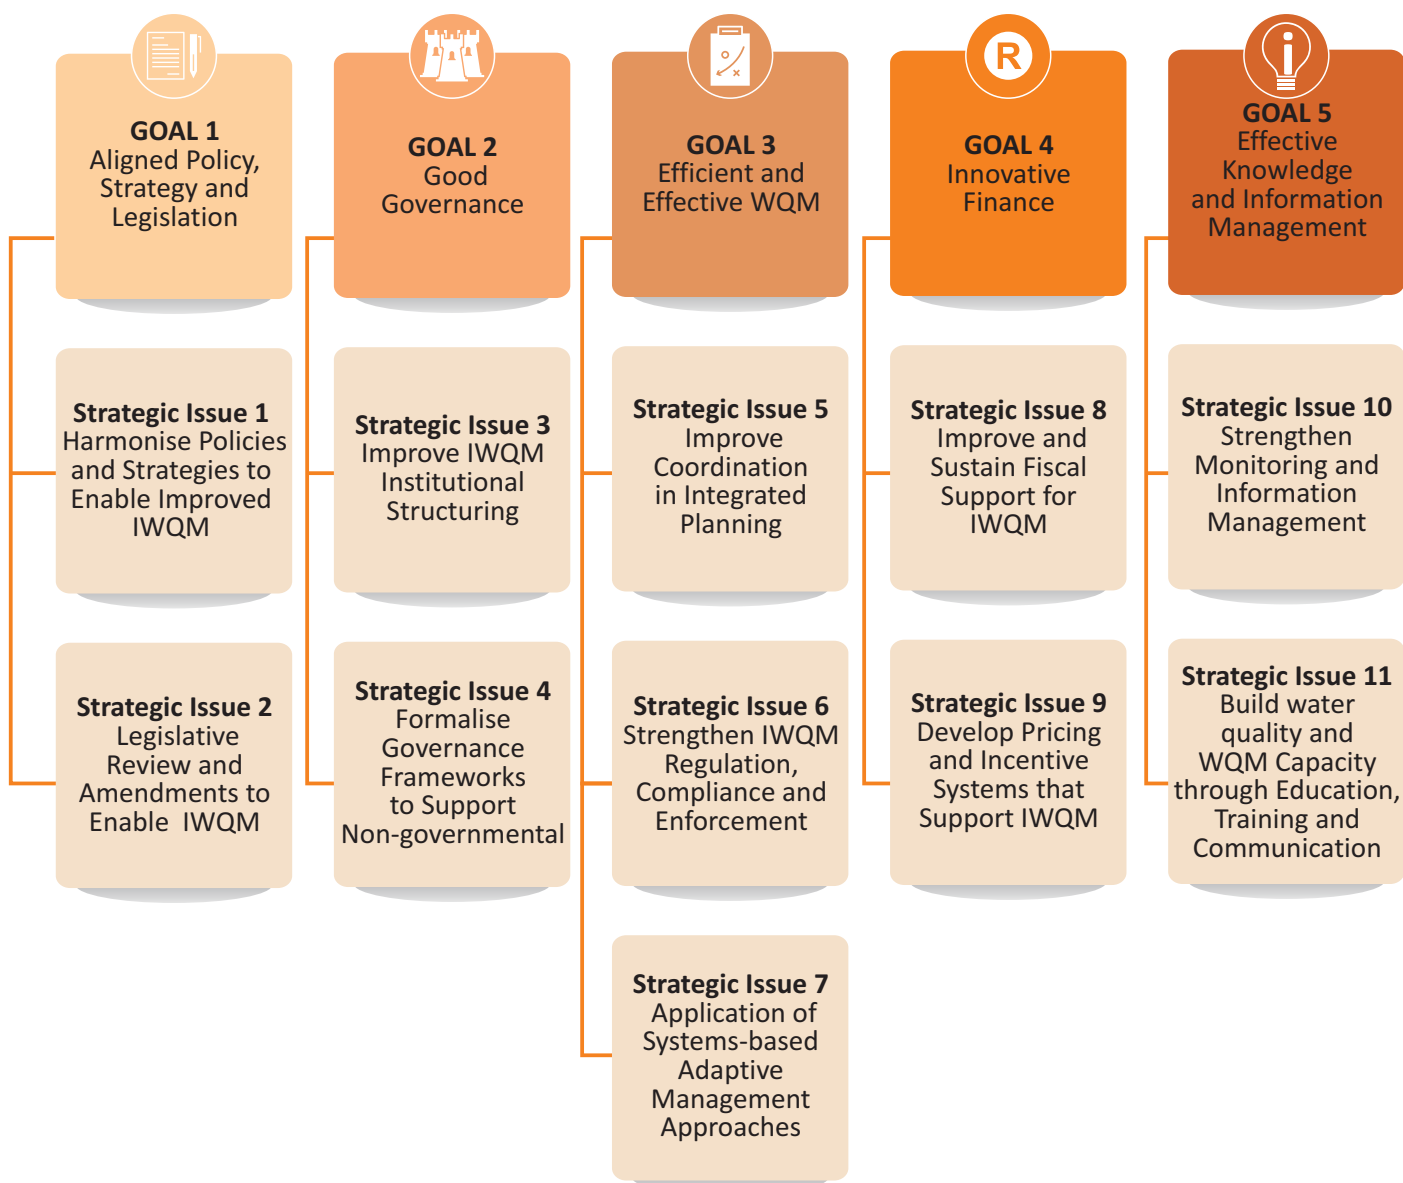 GOAL 1
Aligned Policy,
Strategy and
Legislation
Strategic Issue 1
Harmonise Policies
and Strategies to
Enable Improved
IWQM
Strategic Issue 2
Legislative
Review and
Amendments to
Enable IWQM
GOAL 2
Good
Governance
Strategic Issue 3
Improve IWQM
Institutional
Structuring
Strategic Issue 4
Formalise
Governance
Frameworks
to Support
Non-governmental
GOAL 3
Efficient and
Effective WQM
Strategic Issue 5
Improve
Coordination
in Integrated
Planning
Strategic Issue 6
Strengthen IWQM
Regulation,
Compliance and
Enforcement
Strategic Issue 7
Application of
Systems-based
Adaptive
Management
Approaches
R
GOAL 4
Innovative
Finance
Strategic Issue 8
Improve and
Sustain Fiscal
Support for
IWQM
Strategic Issue 9
Develop Pricing
and Incentive
Systems that
Support IWQM
i
GOAL 5
Effective
Knowledge
and Information
Management
Strategic Issue 10
Strengthen
Monitoring and
Information
Management
Strategic Issue 11
Build water
quality and
WQM Capacity
through Education,
Training and
Communication